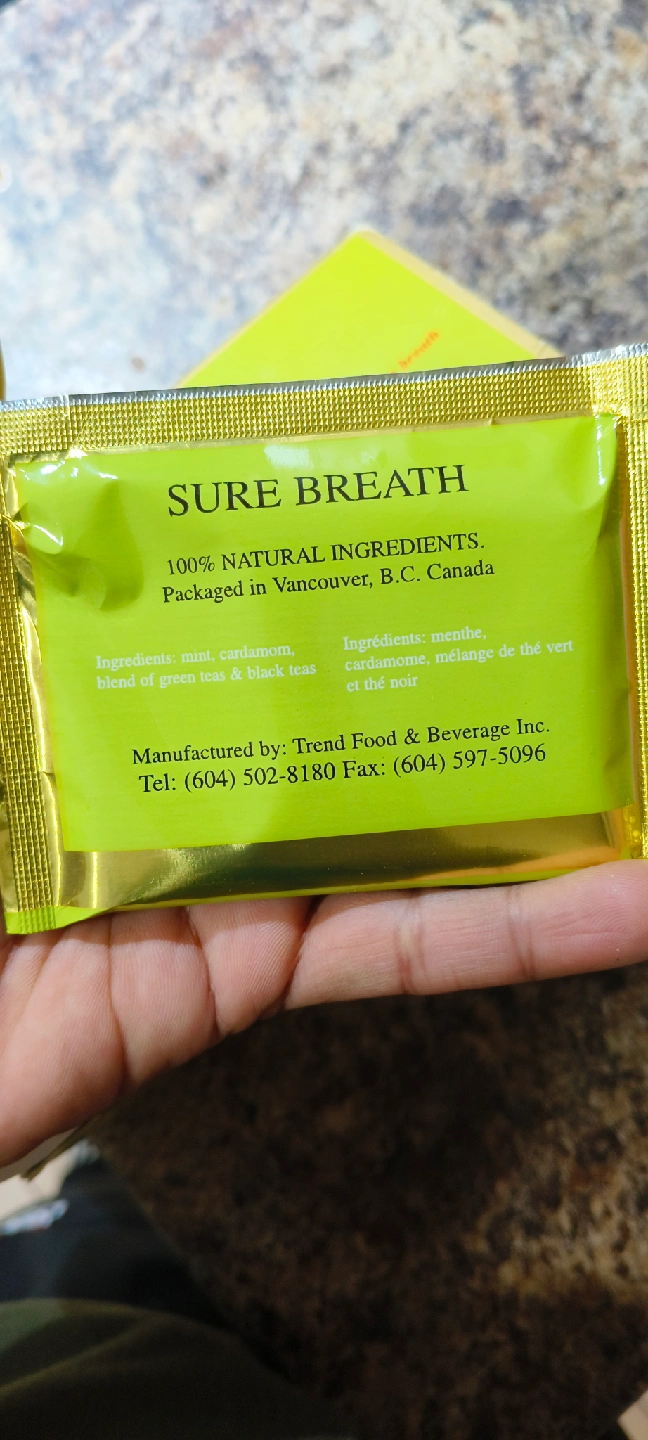 breath
SURE BREATH
100% NATURAL INGREDIENTS.
Packaged in Vancouver, B.C. Canada
Ingredients: mint, cardamom,
blend of green teas & black teas
Ingrédients: menthe,
cardamome, mélange de thé vert
et thé noir
Manufactured by: Trend Food & Beverage Inc.
Tel: (604) 502-8180 Fax: (604) 597-5096